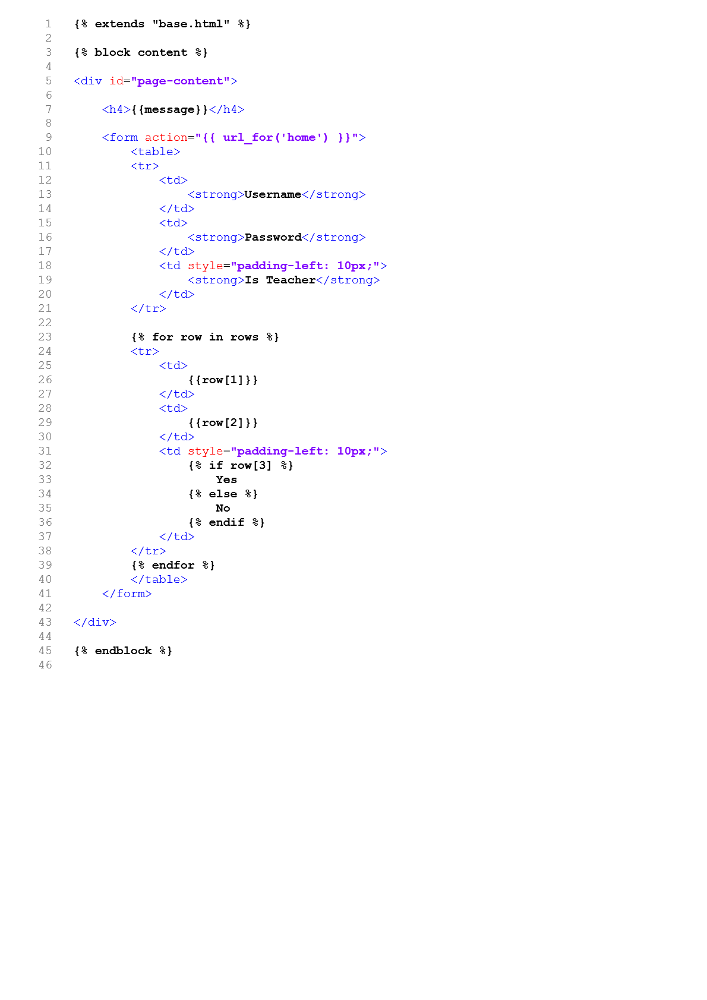 1 {% extends "base.html" %}
2
3 {% block content %}
4
5 <div id="page-content">
6
7     <h4>{{message}}</h4>
8
9     <form action="{{ url_for('home') }}">
10         <table>
11         <tr>
12             <td>
13                 <strong>Username</strong>
14             </td>
15             <td>
16                 <strong>Password</strong>
17             </td>
18             <td style="padding-left: 10px;">
19                 <strong>Is Teacher</strong>
20             </td>
21         </tr>
22
23         {% for row in rows %}
24         <tr>
25             <td>
26                 {{row[1]}}
27             </td>
28             <td>
29                 {{row[2]}}
30             </td>
31             <td style="padding-left: 10px;">
32                 {% if row[3] %}
33                     Yes
34                 {% else %}
35                     No
36                 {% endif %}
37             </td>
38         </tr>
39         {% endfor %}
40         </table>
41     </form>
42
43 </div>
44
45 {% endblock %}
46